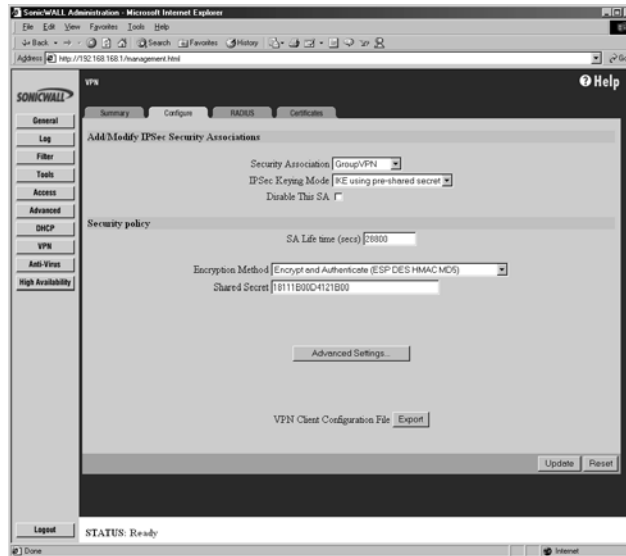 SonicWALL Administration - Microsoft Internet Explorer
File Edit View Favorites Tools Help
Back Search Favorites History
Address http://192.168.168.1/management.html
SONICWALL
VPN
Help
Summary Configure RADIUS Certificates
General
Log
Filter
Tools
Access
Advanced
DHCP
VPN
Anti-Virus
High Availability
Logout
Add/Modify IPSec Security Associations
Security Association GroupVPN
IPSec Keying Mode IKE using pre-shared secret
Disable This SA
Security policy
SA Life time (secs) 28800
Encryption Method Encrypt and Authenticate (ESP DES HMAC MD5)
Shared Secret 18111B00D4121B00
Advanced Settings...
VPN Client Configuration File Export
Update Reset
STATUS: Ready
Done Internet